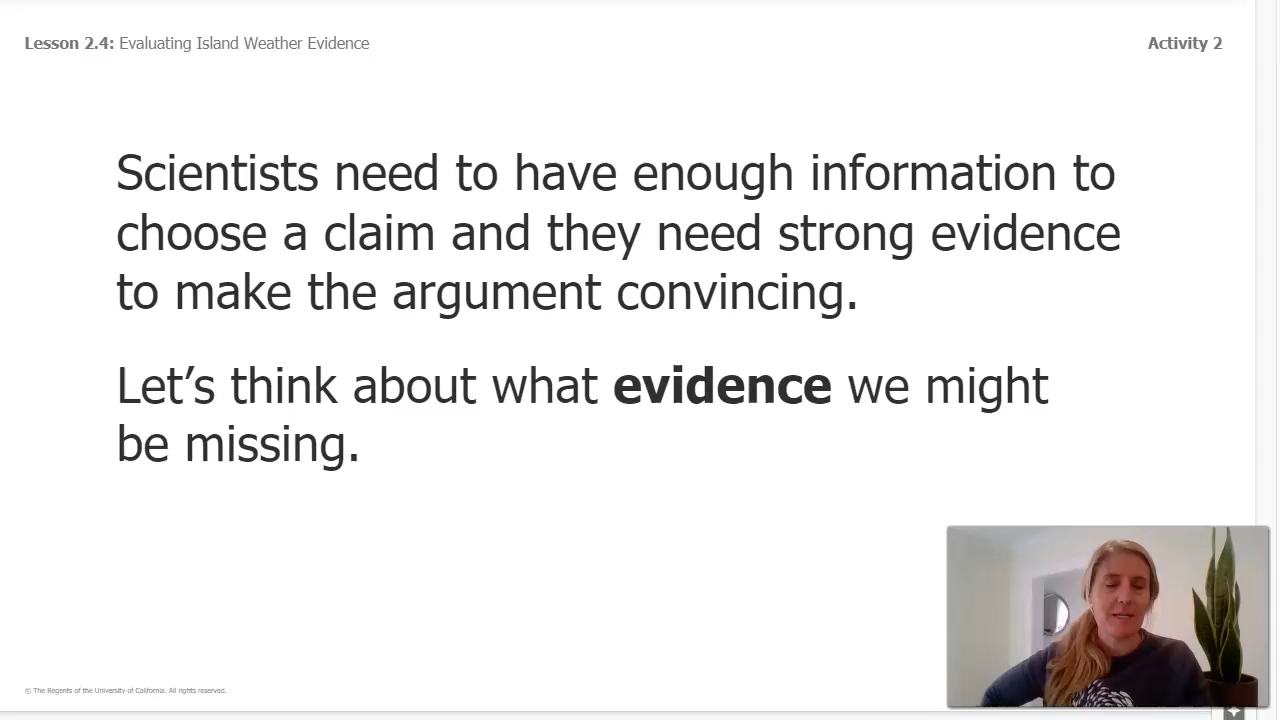 Lesson 2.4: Evaluating Island Weather Evidence
Activity 2
Scientists need to have enough information to
choose a claim and they need strong evidence
to make the argument convincing.
Let’s think about what evidence we might
be missing.
© The Regents of the University of California. All rights reserved.